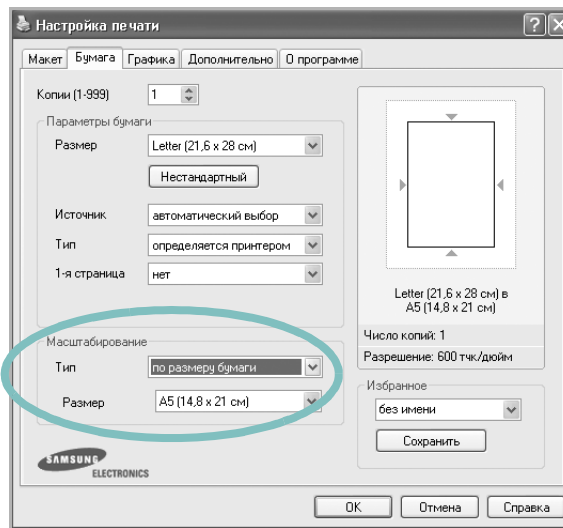 Настройка печати
Макет Бумага Графика Дополнительно О программе
Копии (1-999) 1
Параметры бумаги
Размер Letter (21,6 x 28 см)
Нестандартный
Источник автоматический выбор
Тип определяется принтером
1-я страница нет
Letter (21,6 x 28 см) в
A5 (14,8 x 21 см)
Число копий: 1
Разрешение: 600 тчк/дюйм
Масштабирование
Тип по размеру бумаги
Размер A5 (14,8 x 21 см)
Избранное
без имени
Сохранить
SAMSUNG
ELECTRONICS
OK Отмена Справка